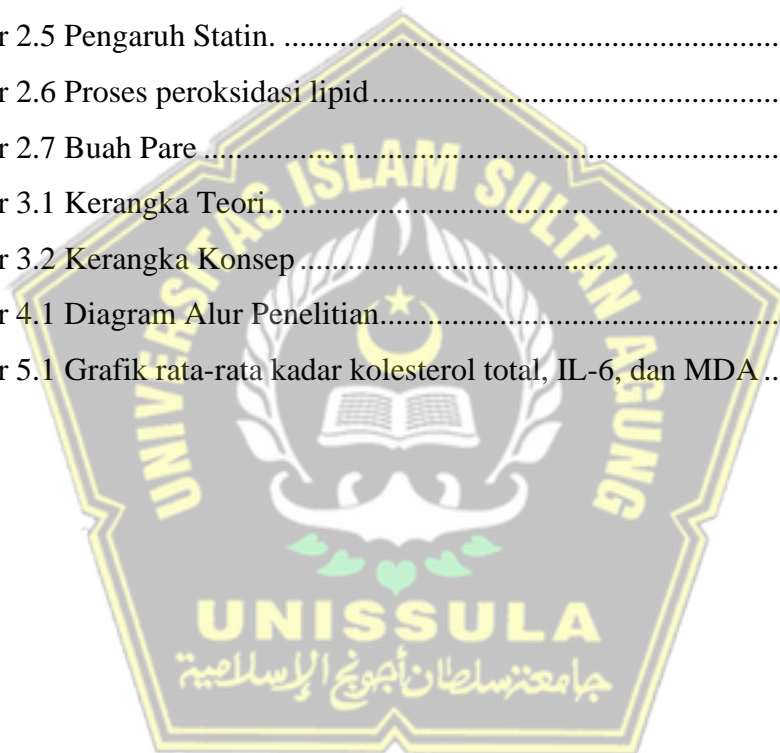 r 2.5 Pengaruh Statin. ........................................................
r 2.6 Proses peroksidasi lipid........................................................
r 2.7 Buah Pare ........................................................
r 3.1 Kerangka Teori........................................................
r 3.2 Kerangka Konsep ........................................................
r 4.1 Diagram Alur Penelitian........................................................
r 5.1 Grafik rata-rata kadar kolesterol total, IL-6, dan MDA ..
UNIVERSITAS ISLAM SULTAN AGUNG
UNISSULA
جامعة سلطان أجونج الإسلامية